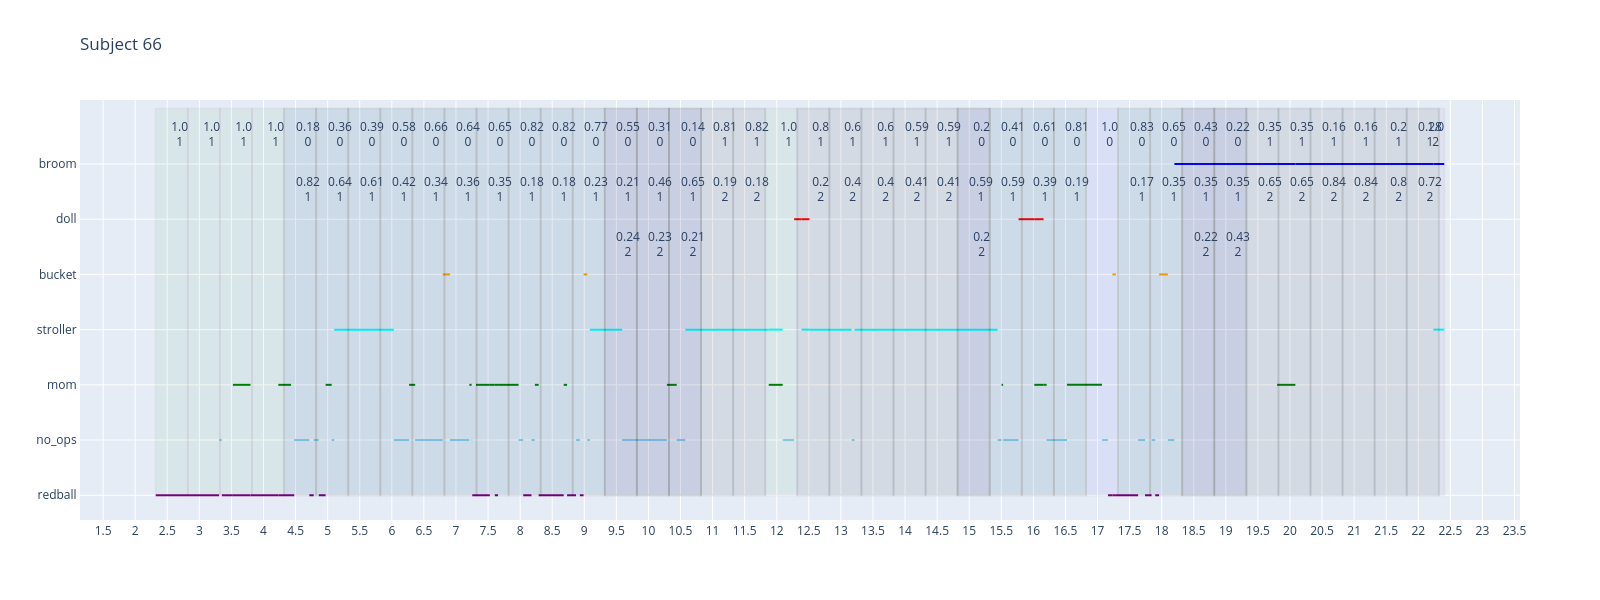 Subject 66
1.0 1.0 1.0 1.0 0.18 0.36 0.39 0.58 0.66 0.64 0.65 0.82 0.82 0.77 0.55 0.31 0.14 0.81 0.82 1.0 0.8 0.6 0.6 0.59 0.59 0.2 0.41 0.61 0.81 1.0 0.83 0.65 0.43 0.22 0.35 0.35 0.16 0.16 0.2
1 1 1 1 0 0 0 0 0 0 0 0 0 0 0 0 0 1 1 1 1 1 1 1 1 0 0 0 0 0 0 0 0 0 1 1 1 1 1
broom
0.82 0.64 0.61 0.42 0.34 0.36 0.35 0.18 0.18 0.23 0.21 0.46 0.65 0.19 0.18 0.2 0.4 0.4 0.41 0.41 0.59 0.59 0.39 0.19 0.17 0.35 0.35 0.35 0.65 0.65 0.84 0.84 0.8 0.72
1 1 1 1 1 1 1 1 1 1 1 1 1 2 2 2 2 2 2 2 1 1 1 1 1 1 1 1 2 2 2 2 2 2
doll
0.24 0.23 0.21 0.2 0.22 0.43
2 2 2 2 2 2
bucket
stroller
mom
no_ops
redball
1.5 2 2.5 3 3.5 4 4.5 5 5.5 6 6.5 7 7.5 8 8.5 9 9.5 10 10.5 11 11.5 12 12.5 13 13.5 14 14.5 15 15.5 16 16.5 17 17.5 18 18.5 19 19.5 20 20.5 21 21.5 22 22.5 23 23.5